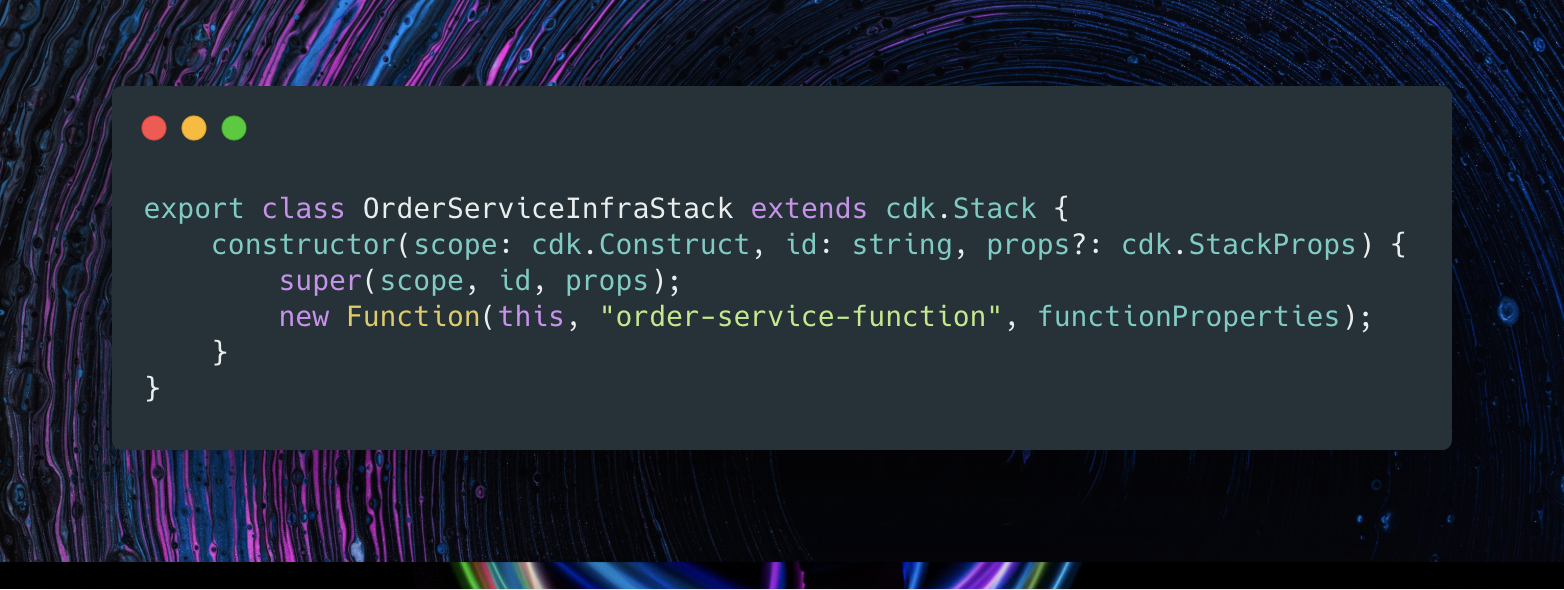 export class OrderServiceInfraStack extends cdk.Stack {
    constructor(scope: cdk.Construct, id: string, props?: cdk.StackProps) {
        super(scope, id, props);
        new Function(this, "order-service-function", functionProperties);
    }
}